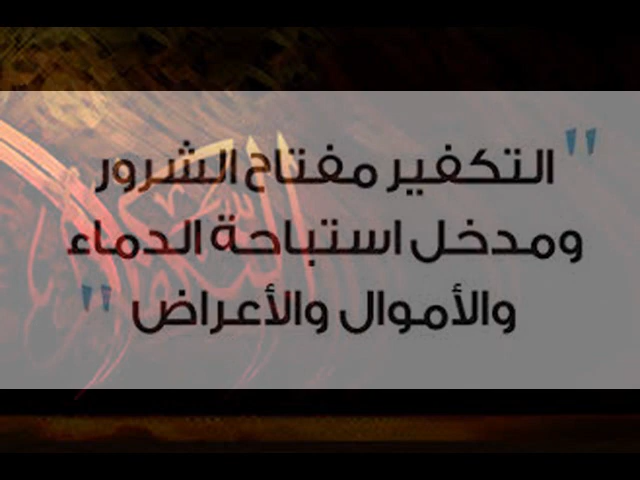 "التكفير مفتاح الشرور
ومدخل استباحة الدماء
والأموال والأعراض"